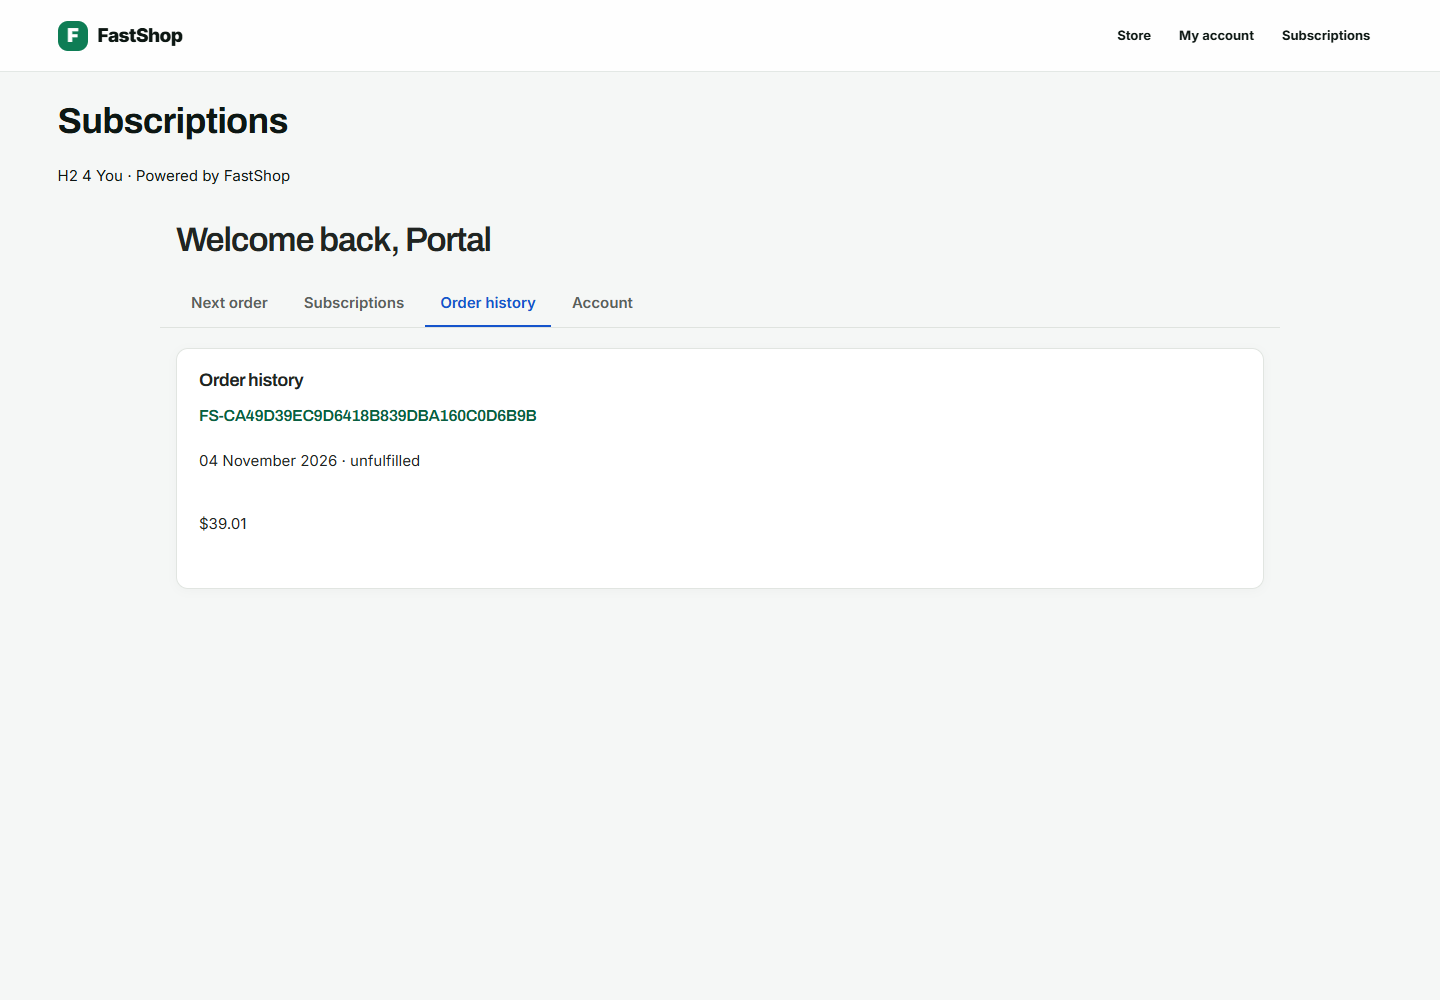 F FastShop
Store My account Subscriptions
Subscriptions
H2 4 You · Powered by FastShop
Welcome back, Portal
Next order Subscriptions Order history Account
Order history
FS-CA49D39EC9D6418B839DBA160C0D6B9B
04 November 2026 · unfulfilled
$39.01